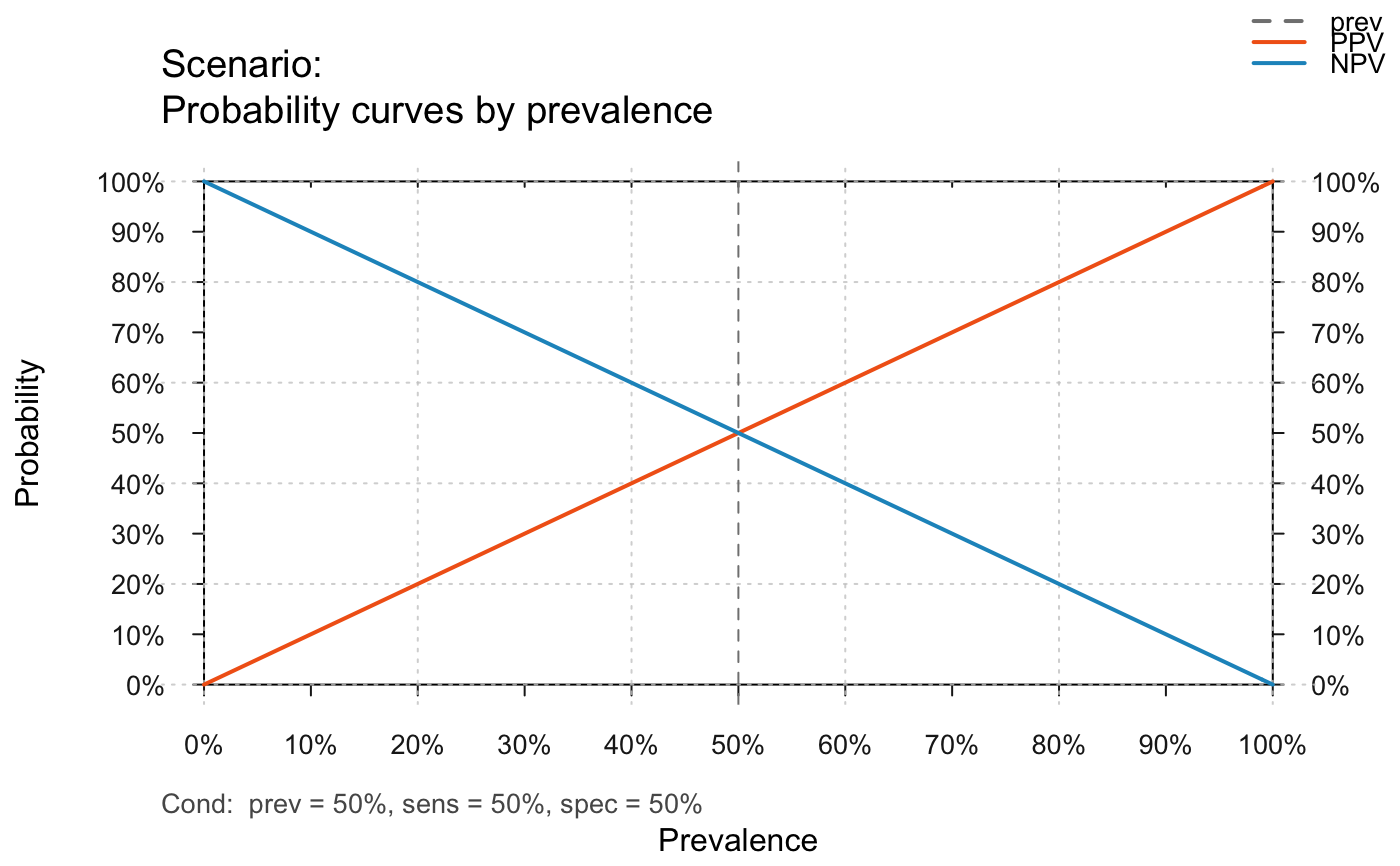 prev
PPV
NPV
Scenario:
Probability curves by prevalence
Probability
100%
90%
80%
70%
60%
50%
40%
30%
20%
10%
0%
100%
90%
80%
70%
60%
50%
40%
30%
20%
10%
0%
0% 10% 20% 30% 40% 50% 60% 70% 80% 90% 100%
Cond:  prev = 50%, sens = 50%, spec = 50%
Prevalence